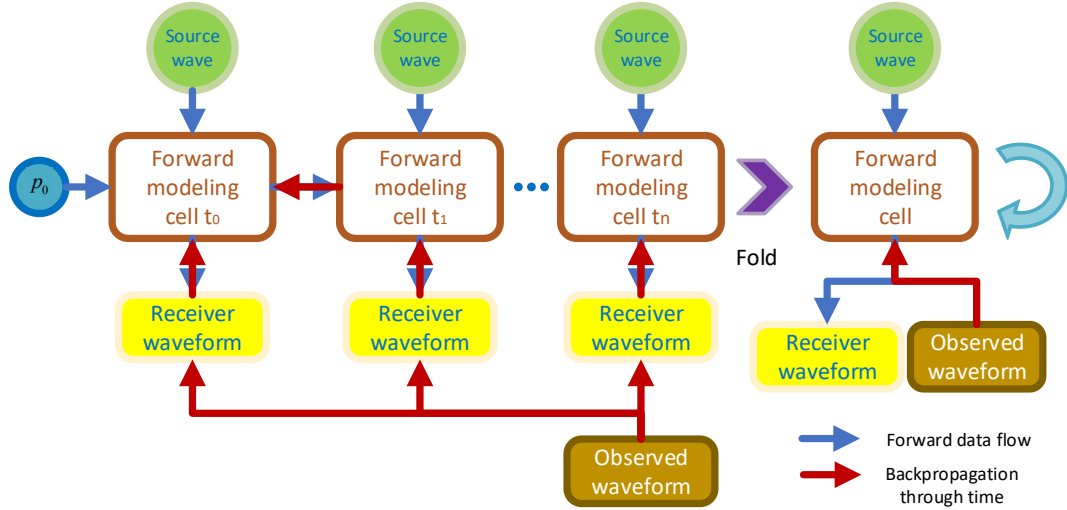 Source
wave
Source
wave
Source
wave
Source
wave
p₀
Forward
modeling
cell t₀
Forward
modeling
cell t₁
Forward
modeling
cell tₙ
Forward
modeling
cell
Fold
Receiver
waveform
Receiver
waveform
Receiver
waveform
Receiver
waveform
Observed
waveform
Observed
waveform
Forward data flow
Backpropagation
through time